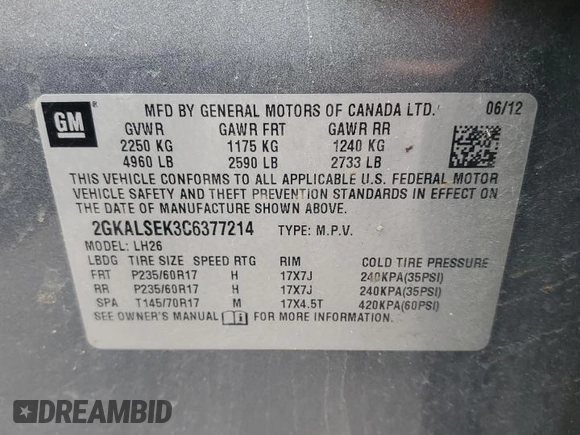 GM
MFD BY GENERAL MOTORS OF CANADA LTD. 06/12
GVWR GAWR FRT GAWR RR
2250 KG 1175 KG 1240 KG
4960 LB 2590 LB 2733 LB
THIS VEHICLE CONFORMS TO ALL APPLICABLE U.S. FEDERAL MOTOR
VEHICLE SAFETY AND THEFT PREVENTION STANDARDS IN EFFECT ON
THE DATE OF MANUFACTURE SHOWN ABOVE.
2GKALSEK3C6377214 TYPE: M.P.V.
MODEL: LH26
LBDG TIRE SIZE SPEED RTG RIM COLD TIRE PRESSURE
FRT P235/60R17 H 17X7J 240KPA(35PSI)
RR P235/60R17 H 17X7J 240KPA(35PSI)
SPA T145/70R17 M 17X4.5T 420KPA(60PSI)
SEE OWNER'S MANUAL FOR MORE INFORMATION.
DREAMBID